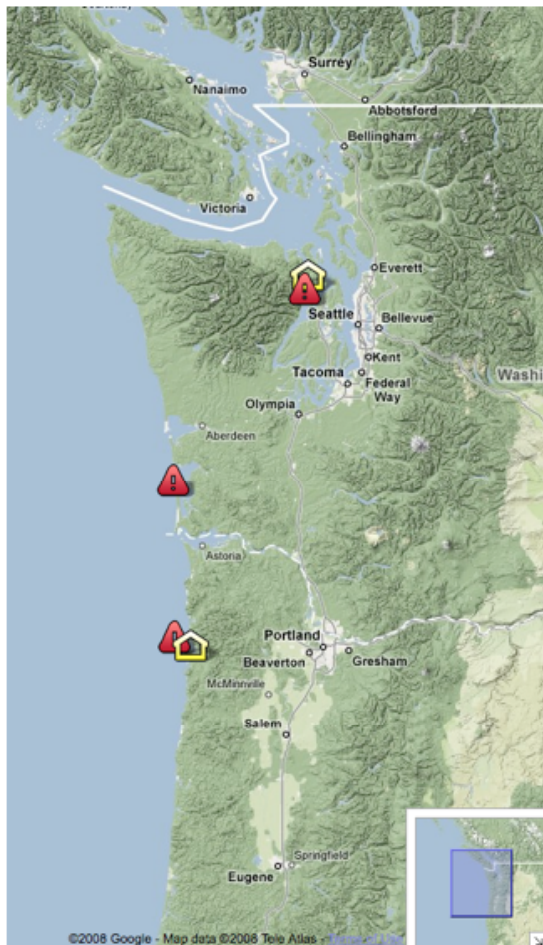 Surrey
Nanaimo
Abbotsford
Bellingham
Victoria
Everett
Seattle
Bellevue
Kent
Tacoma
Federal
Way
Washi
Olympia
Aberdeen
Astoria
Portland
Beaverton
Gresham
McMinnville
Salem
Springfield
Eugene
©2008 Google - Map data ©2008 Tele Atlas -